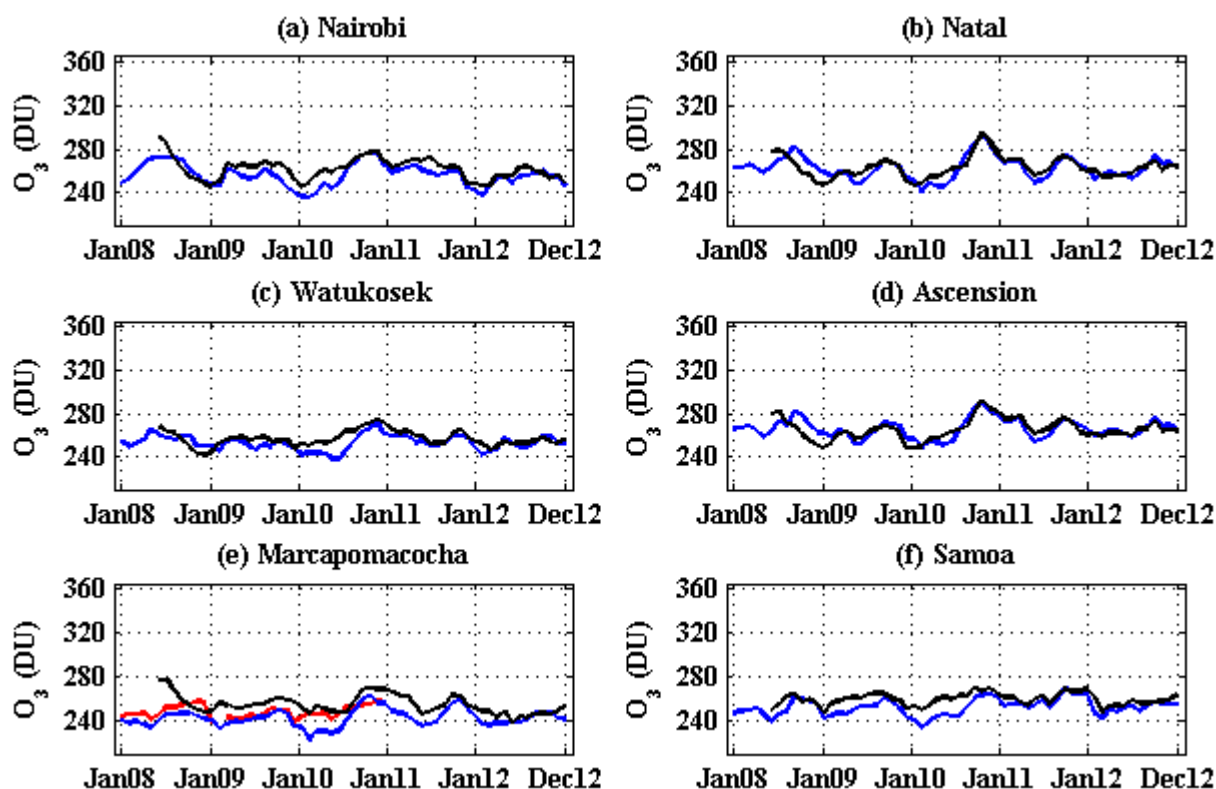 (a) Nairobi
360
320
280
240
O3 (DU)
Jan08 Jan09 Jan10 Jan11 Jan12 Dec12
(b) Natal
360
320
280
240
O3 (DU)
Jan08 Jan09 Jan10 Jan11 Jan12 Dec12
(c) Watukosek
360
320
280
240
O3 (DU)
Jan08 Jan09 Jan10 Jan11 Jan12 Dec12
(d) Ascension
360
320
280
240
O3 (DU)
Jan08 Jan09 Jan10 Jan11 Jan12 Dec12
(e) Marcapomacocha
360
320
280
240
O3 (DU)
Jan08 Jan09 Jan10 Jan11 Jan12 Dec12
(f) Samoa
360
320
280
240
O3 (DU)
Jan08 Jan09 Jan10 Jan11 Jan12 Dec12